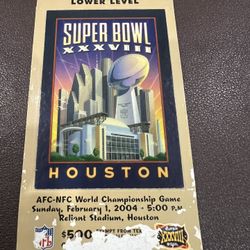 LOWER LEVEL
SUPER BOWL
XXXVIII
HOUSTON
AFC-NFC World Championship Game
Sunday, February 1, 2004 - 5:00 P.M.
Reliant Stadium, Houston
$500